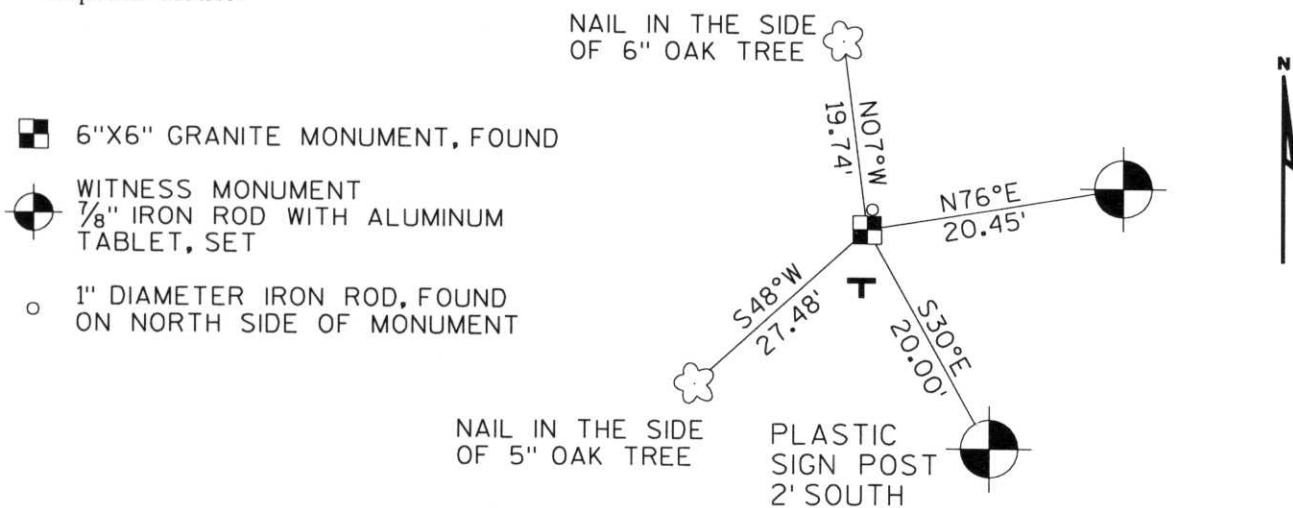 NAIL IN THE SIDE
OF 6" OAK TREE
N
6"X6" GRANITE MONUMENT, FOUND
WITNESS MONUMENT
7/8" IRON ROD WITH ALUMINUM
TABLET, SET
1" DIAMETER IRON ROD, FOUND
ON NORTH SIDE OF MONUMENT
N07°W
19.74'
N76°E
20.45'
S48°W
27.48'
S30°E
20.00'
NAIL IN THE SIDE
OF 5" OAK TREE
PLASTIC
SIGN POST
2' SOUTH